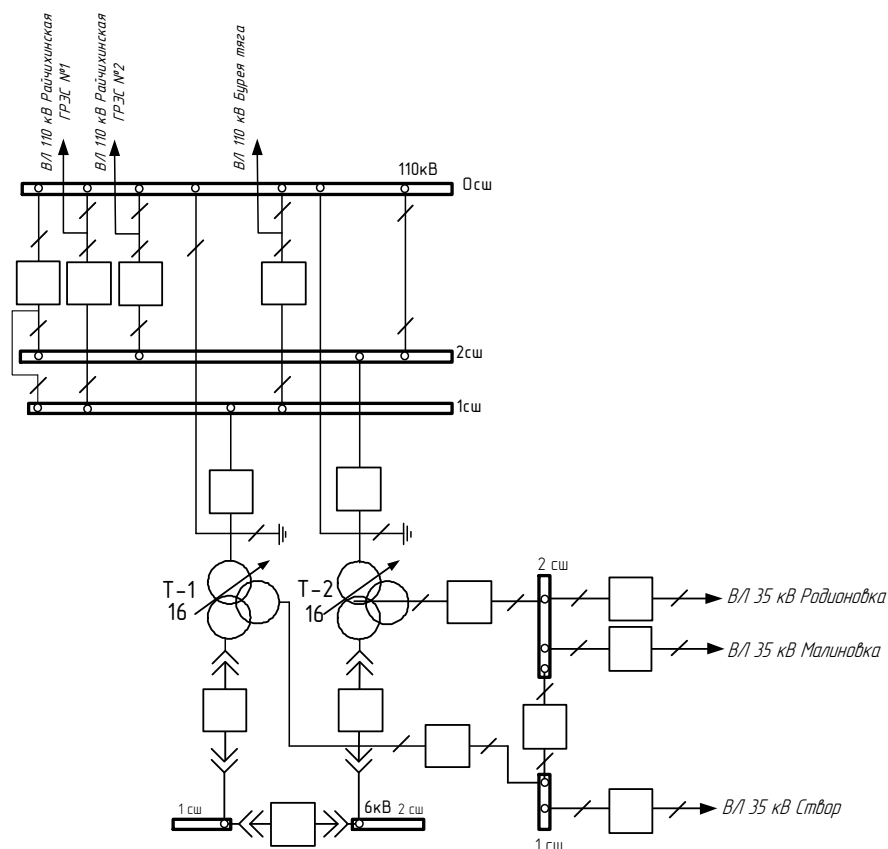 ВЛ 110 кВ Райчихинская
ГРЭС №1
ВЛ 110 кВ Райчихинская
ГРЭС №2
ВЛ 110 кВ Бурея тяга
110кВ
0сш
2сш
1сш
Т-1
16
Т-2
16
2 сш
ВЛ 35 кВ Родионовка
ВЛ 35 кВ Малиновка
ВЛ 35 кВ Створ
1 сш
1 сш
6кВ
2 сш